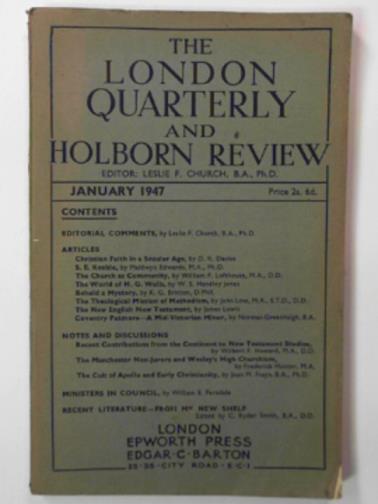 THE
LONDON
QUARTERLY
AND
HOLBORN REVIEW
EDITOR: LESLIE F. CHURCH, B.A., Ph.D.
JANUARY 1947 Price 2s. 6d.
CONTENTS
EDITORIAL COMMENTS, by Leslie F. Church, B.A., Ph.D.
ARTICLES
Christian Faith in a Secular Age, by D. R. Davies
S. E. Keeble, by Maldwyn Edwards, M.A., Ph.D.
The Church as Community, by William F. Lofthouse, M.A., D.D.
The World of H. G. Wells, by W. S. Handley Jones
Behold a Mystery, by K. G. Britton, D.Phil.
The Theological Mission of Methodism, by John Love, M.A., S.T.D., D.D.
The New English New Testament, by James Lewis
Coventry Patmore—A Mid-Victorian Minor, by Norman Greenhalgh, B.A.
NOTES AND DISCUSSIONS
Recent Contributions from the Continent to New Testament Studies,
by Wilbert F. Howard, M.A., D.D.
The Manchester Non-Jurors and Wesley's High Churchism,
by Frederick Hunter, M.A.
The Cult of Apollo and Early Christianity, by Joan M. Frayn, B.A.
MINISTERS IN COUNCIL, by William E. Farndale
RECENT LITERATURE—FROM MY NEW SHELF
Edited by C. Ryder Smith, B.A., D.D.
LONDON
EPWORTH PRESS
EDGAR·C·BARTON
25-35·CITY ROAD·E·C·1